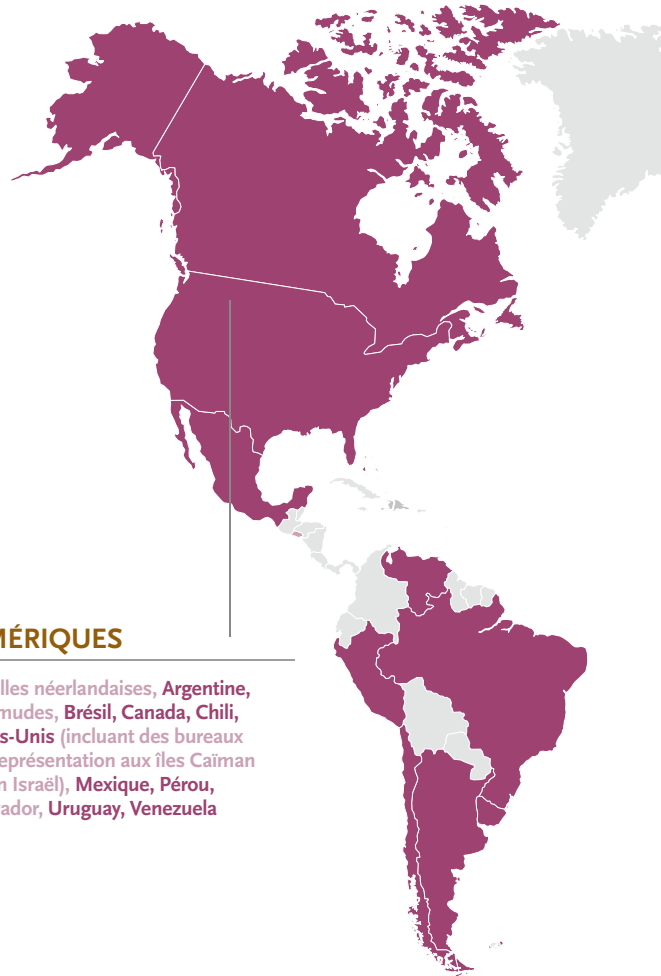 MÉRIQUES
lles néerlandaises, Argentine,
mudes, Brésil, Canada, Chili,
s-Unis (incluant des bureaux
eprésentation aux îles Caïman
n Israël), Mexique, Pérou,
ador, Uruguay, Venezuela